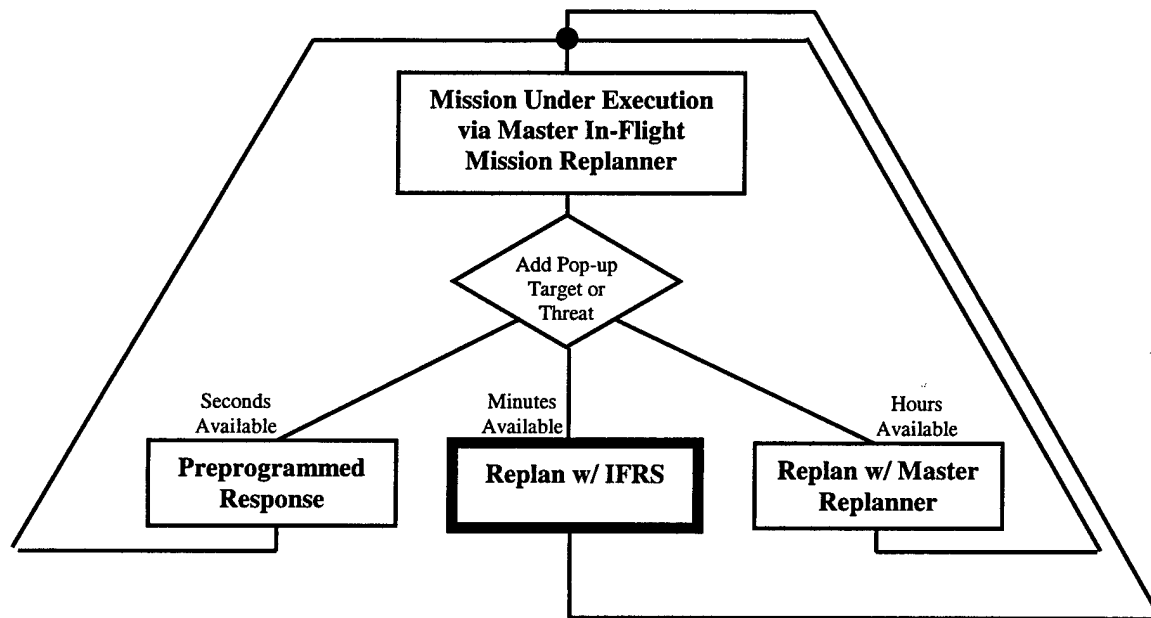 Mission Under Execution
via Master In-Flight
Mission Replanner
Add Pop-up
Target or
Threat
Seconds
Available
Preprogrammed
Response
Minutes
Available
Replan w/ IFRS
Hours
Available
Replan w/ Master
Replanner